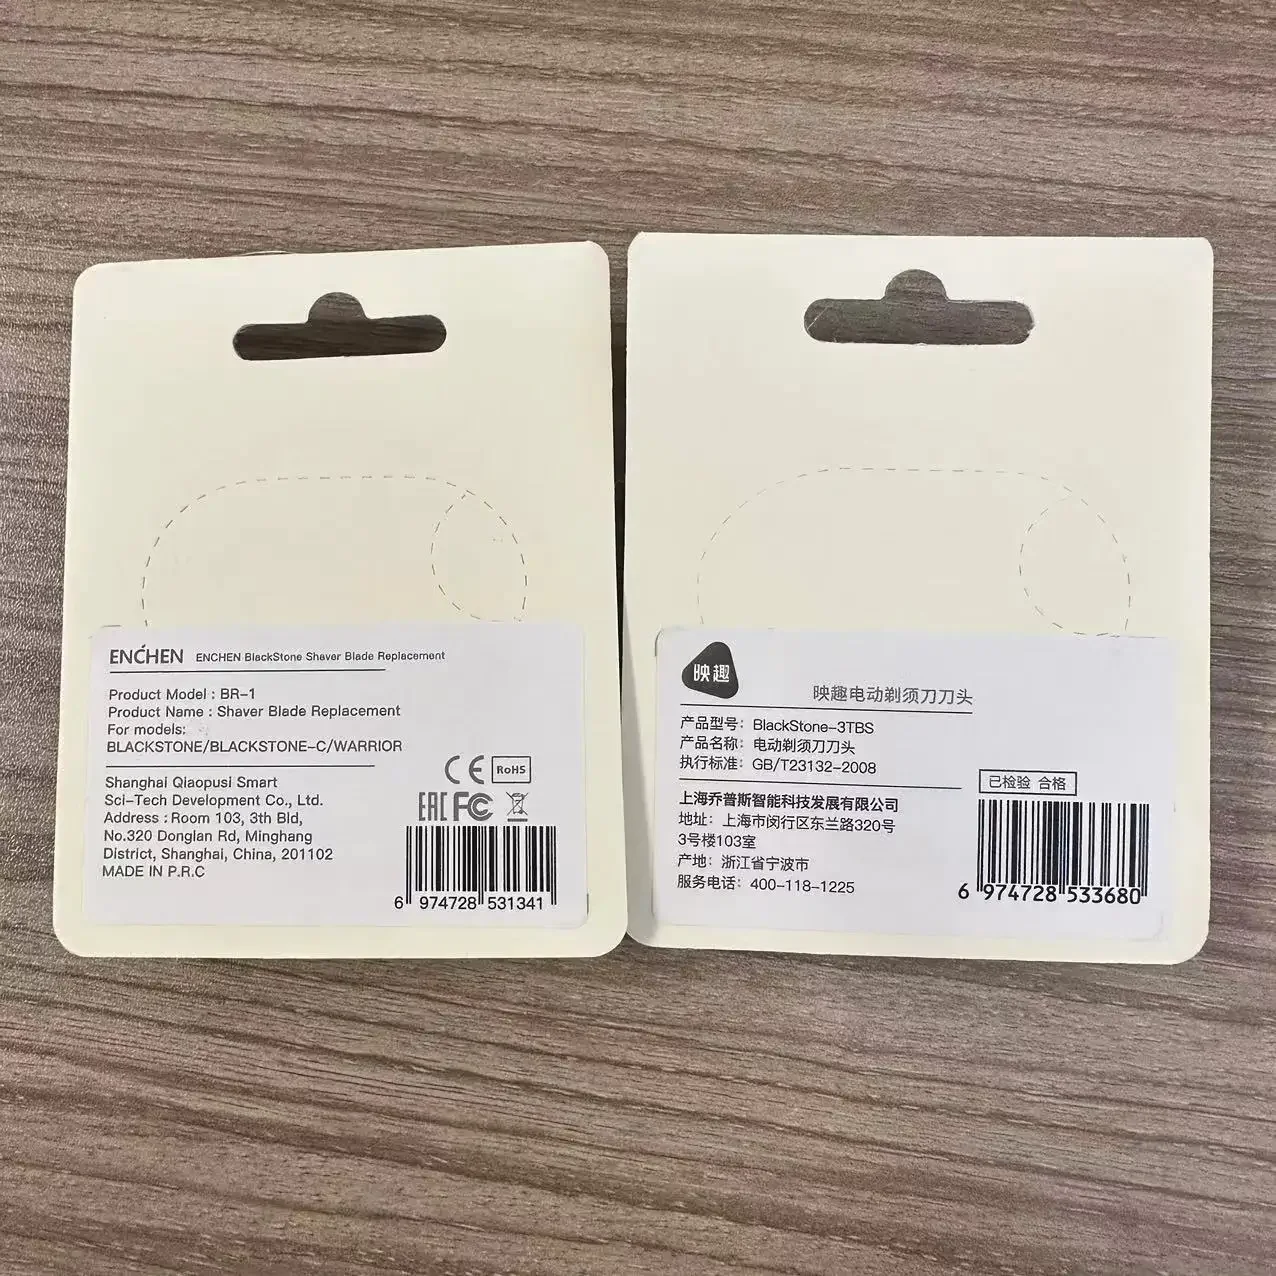 ENCHEN ENCHEN BlackStone Shaver Blade Replacement
Product Model : BR-1
Product Name : Shaver Blade Replacement
For models:
BLACKSTONE/BLACKSTONE-C/WARRIOR
Shanghai Qiaopusi Smart
Sci-Tech Development Co., Ltd.
Address : Room 103, 3th Bld,
No.320 Donglan Rd, Minghang
District, Shanghai, China, 201102
MADE IN P.R.C
CE RoHS
EAC FC
6 974728 531341
映趣
映趣电动剃须刀刀头
产品型号: BlackStone-3TBS
产品名称: 电动剃须刀刀头
执行标准: GB/T23132-2008
已检验 合格
上海乔普斯智能科技发展有限公司
地址: 上海市闵行区东兰路320号
3号楼103室
产地: 浙江省宁波市
服务电话: 400-118-1225
6 974728 533680